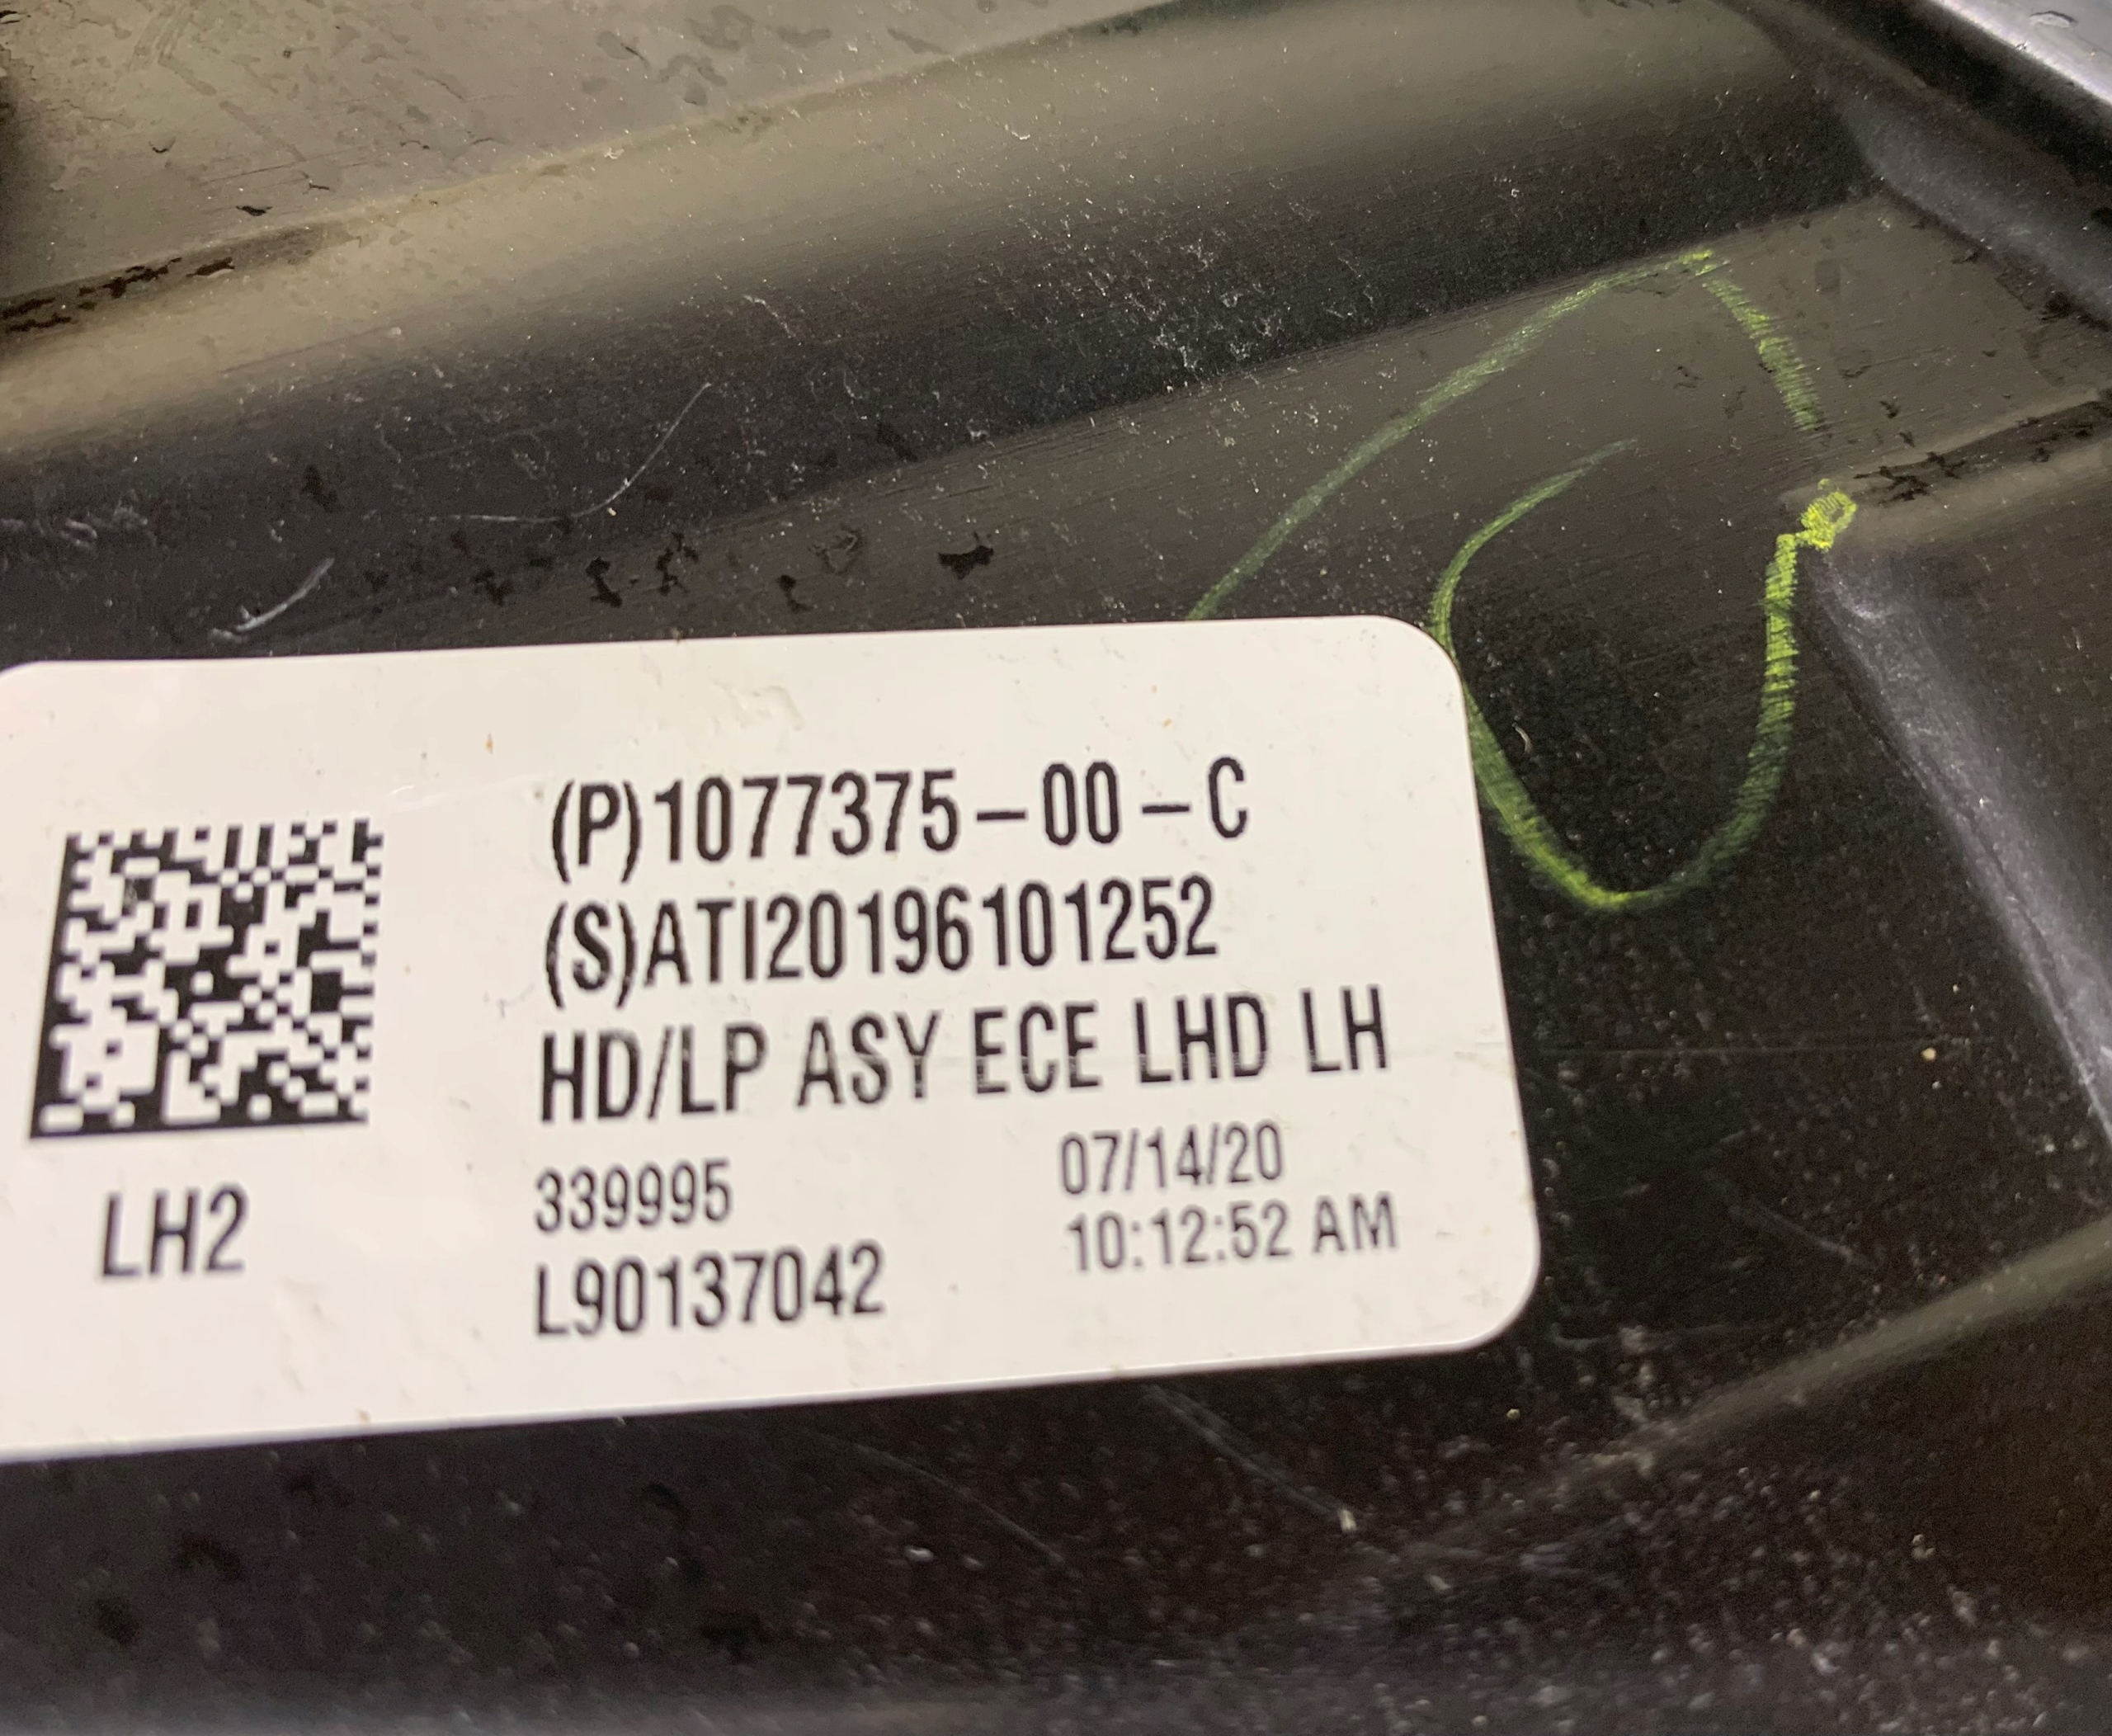 (P)1077375-00-C
(S)ATI20196101252
HD/LP ASY ECE LHD LH
339995 07/14/20
L90137042 10:12:52 AM
LH2